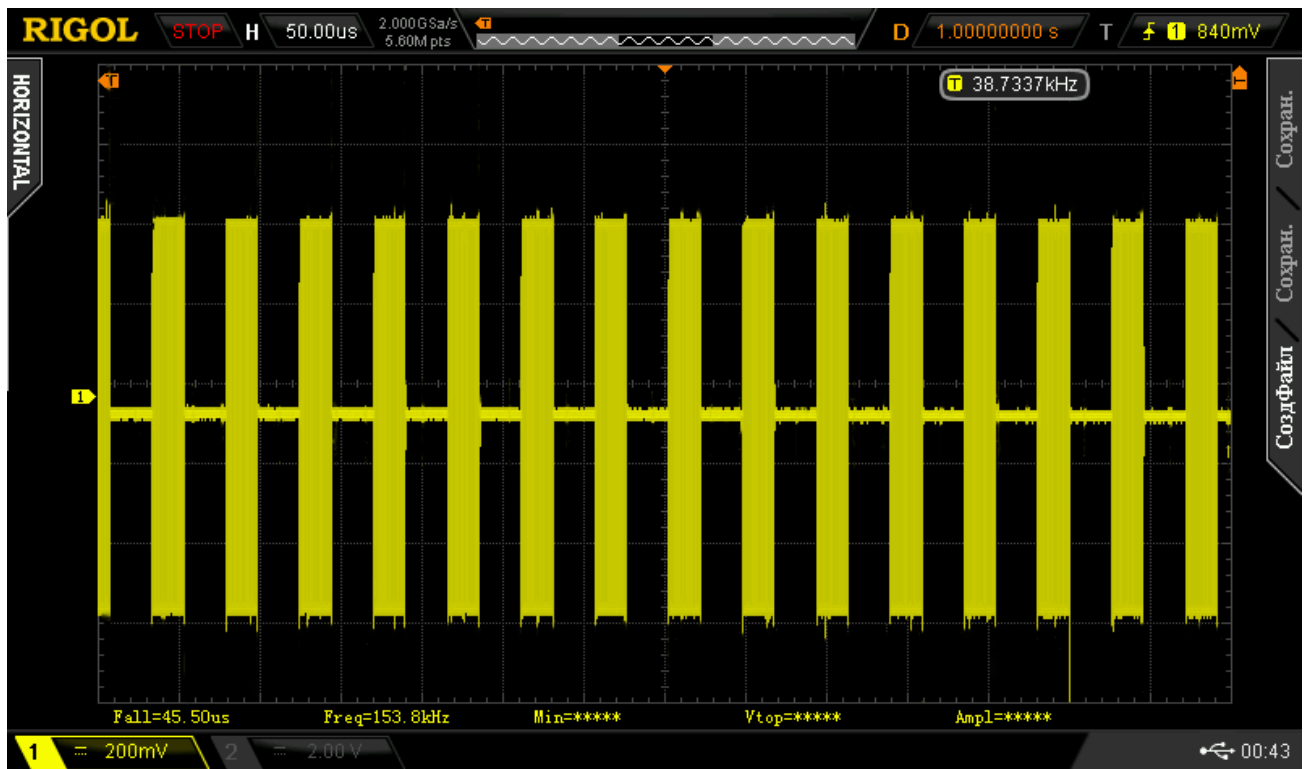 RIGOL STOP H 50.00us 2.000GSa/s D 1.00000000 s T 1 840mV
5.60Mpts
T T 38.7337kHz T
HORIZONTAL
Сохран.
Сохран.
Создфайл
1
Fall=45.50us Freq=153.8kHz Min=***** Vtop=***** Ampl=*****
1 = 200mV 2 = 2.00 V 00:43